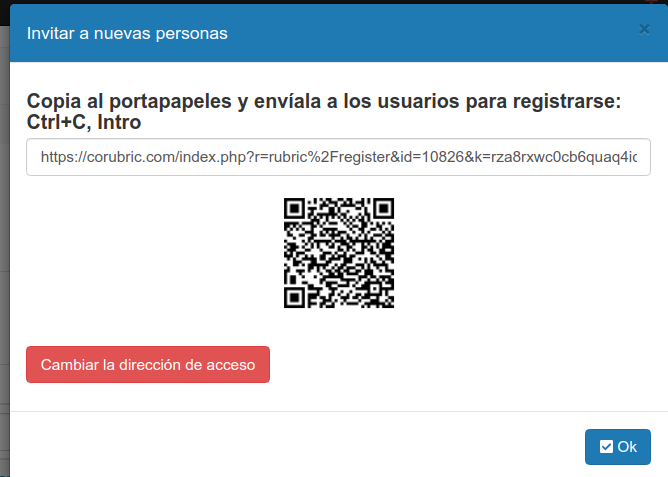 Invitar a nuevas personas
×
Copia al portapapeles y envíala a los usuarios para registrarse:
Ctrl+C, Intro
https://corubric.com/index.php?r=rubric%2Fregister&id=10826&k=rza8rxwc0cb6quaq4ic
Cambiar la dirección de acceso
Ok